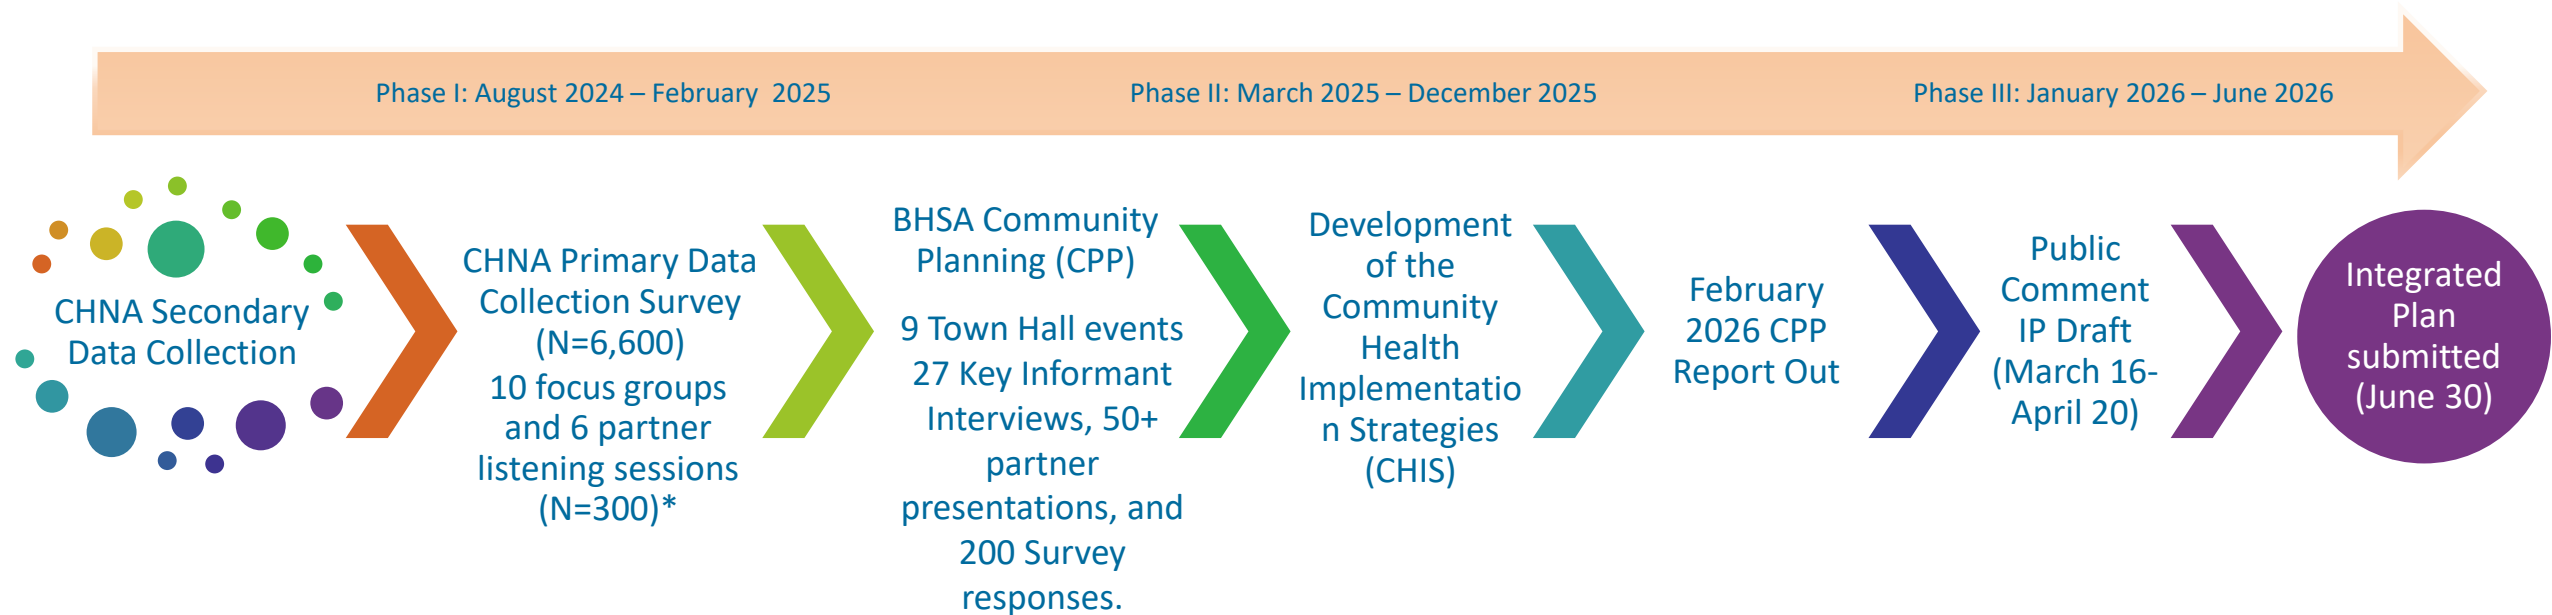 Phase I: August 2024 – February  2025
Phase II: March 2025 – December 2025
Phase III: January 2026 – June 2026
CHNA Secondary
Data Collection
CHNA Primary Data
Collection Survey
(N=6,600)
10 focus groups
and 6 partner
listening sessions
(N=300)*
BHSA Community
Planning (CPP)
9 Town Hall events
27 Key Informant
Interviews, 50+
partner
presentations, and
200 Survey
responses.
Development
of the
Community
Health
Implementatio
n Strategies
(CHIS)
February
2026 CPP
Report Out
Public
Comment
IP Draft
(March 16-
April 20)
Integrated
Plan
submitted
(June 30)